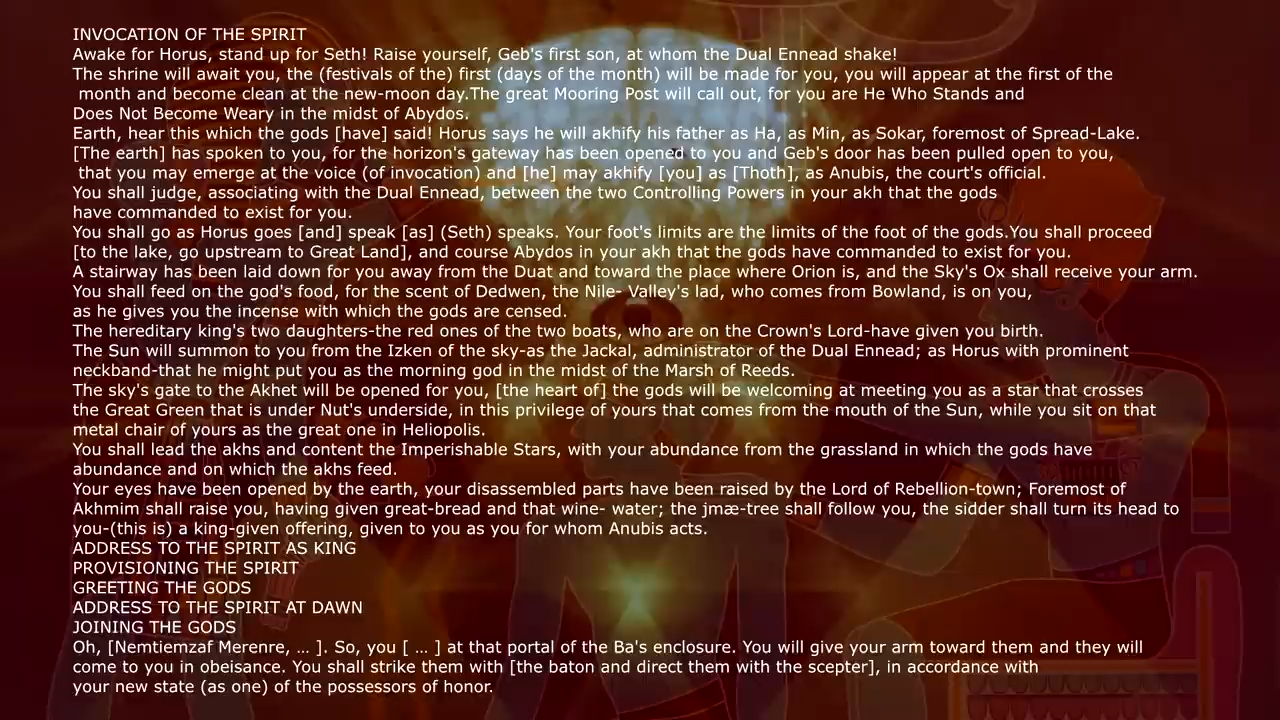 INVOCATION OF THE SPIRIT
Awake for Horus, stand up for Seth! Raise yourself, Geb's first son, at whom the Dual Ennead shake!
The shrine will await you, the (festivals of the) first (days of the month) will be made for you, you will appear at the first of the
month and become clean at the new-moon day.The great Mooring Post will call out, for you are He Who Stands and
Does Not Become Weary in the midst of Abydos.
Earth, hear this which the gods [have] said! Horus says he will akhify his father as Ha, as Min, as Sokar, foremost of Spread-Lake.
[The earth] has spoken to you, for the horizon's gateway has been opened to you and Geb's door has been pulled open to you,
that you may emerge at the voice (of invocation) and [he] may akhify [you] as [Thoth], as Anubis, the court's official.
You shall judge, associating with the Dual Ennead, between the two Controlling Powers in your akh that the gods
have commanded to exist for you.
You shall go as Horus goes [and] speak [as] (Seth) speaks. Your foot's limits are the limits of the foot of the gods.You shall proceed
[to the lake, go upstream to Great Land], and course Abydos in your akh that the gods have commanded to exist for you.
A stairway has been laid down for you away from the Duat and toward the place where Orion is, and the Sky's Ox shall receive your arm.
You shall feed on the god's food, for the scent of Dedwen, the Nile- Valley's lad, who comes from Bowland, is on you,
as he gives you the incense with which the gods are censed.
The hereditary king's two daughters-the red ones of the two boats, who are on the Crown's Lord-have given you birth.
The Sun will summon to you from the Izken of the sky-as the Jackal, administrator of the Dual Ennead; as Horus with prominent
neckband-that he might put you as the morning god in the midst of the Marsh of Reeds.
The sky's gate to the Akhet will be opened for you, [the heart of] the gods will be welcoming at meeting you as a star that crosses
the Great Green that is under Nut's underside, in this privilege of yours that comes from the mouth of the Sun, while you sit on that
metal chair of yours as the great one in Heliopolis.
You shall lead the akhs and content the Imperishable Stars, with your abundance from the grassland in which the gods have
abundance and on which the akhs feed.
Your eyes have been opened by the earth, your disassembled parts have been raised by the Lord of Rebellion-town; Foremost of
Akhmim shall raise you, having given great-bread and that wine- water; the jmæ-tree shall follow you, the sidder shall turn its head to
you-(this is) a king-given offering, given to you as you for whom Anubis acts.
ADDRESS TO THE SPIRIT AS KING
PROVISIONING THE SPIRIT
GREETING THE GODS
ADDRESS TO THE SPIRIT AT DAWN
JOINING THE GODS
Oh, [Nemtiemzaf Merenre, … ]. So, you [ … ] at that portal of the Ba's enclosure. You will give your arm toward them and they will
come to you in obeisance. You shall strike them with [the baton and direct them with the scepter], in accordance with
your new state (as one) of the possessors of honor.